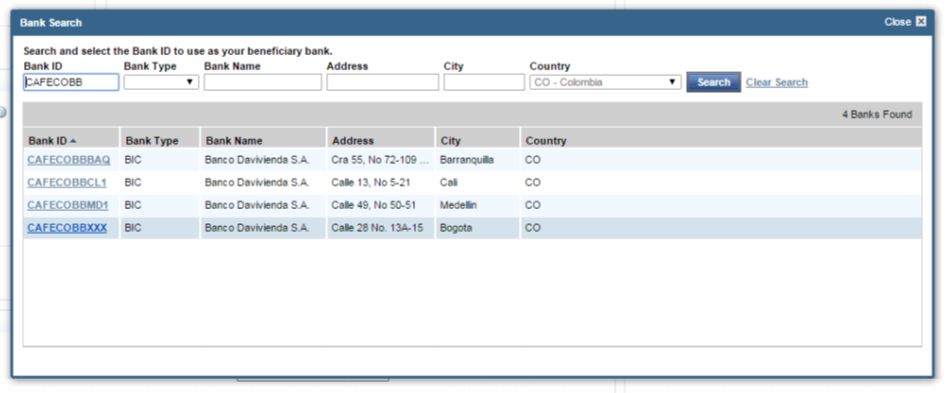 Bank Search Close
Search and select the Bank ID to use as your beneficiary bank.
Bank ID Bank Type Bank Name Address City Country
CAFECOBB CO - Colombia Search Clear Search
4 Banks Found
Bank ID Bank Type Bank Name Address City Country
CAFECOBBBAQ BIC Banco Davivienda S.A. Cra 55, No 72-109 ... Barranquilla CO
CAFECOBBCL1 BIC Banco Davivienda S.A. Calle 13, No 5-21 Cali CO
CAFECOBBMD1 BIC Banco Davivienda S.A. Calle 49, No 50-51 Medellin CO
CAFECOBBXXX BIC Banco Davivienda S.A. Calle 28 No. 13A-15 Bogota CO